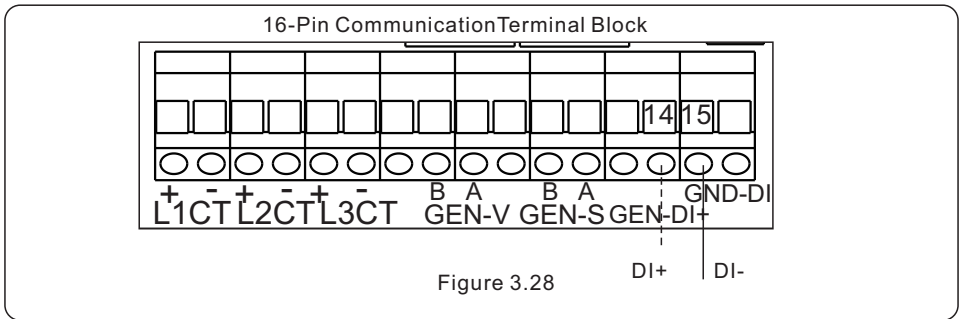 16-Pin CommunicationTerminal Block
14 15
+ - + - + - B A B A GND-DI
L1CT L2CT L3CT GEN-V GEN-S GEN-DI+
DI+ DI-
Figure 3.28